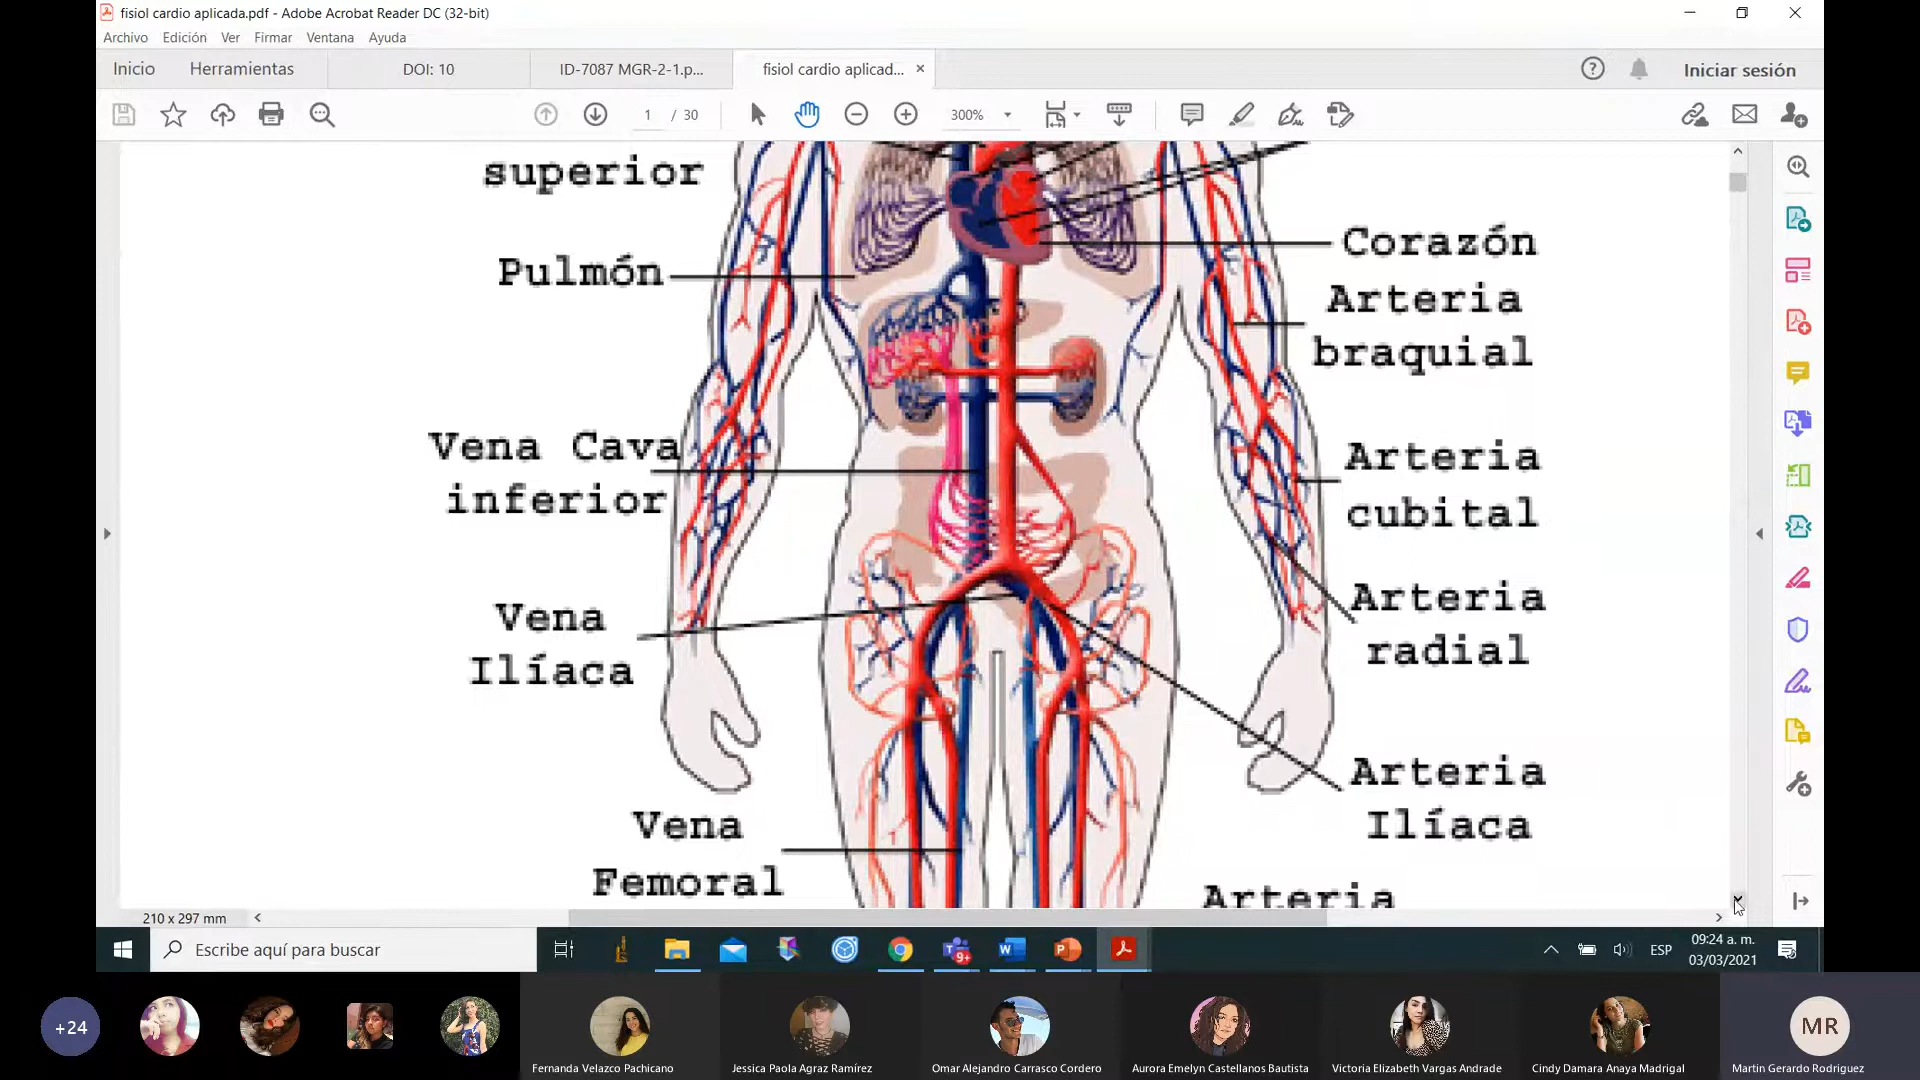 fisiol cardio aplicada.pdf - Adobe Acrobat Reader DC (32-bit)
Archivo Edición Ver Firmar Ventana Ayuda
Inicio Herramientas DOI: 10 ID-7087 MGR-2-1.p... fisiol cardio aplicad... × Iniciar sesión
1 / 30 300%
superior
Corazón
Pulmón
Arteria
braquial
Vena Cava
inferior
Arteria
cubital
Vena
Ilíaca
Arteria
radial
Arteria
Ilíaca
Vena
Femoral
Arteria
210 x 297 mm
Escribe aquí para buscar
9+
ESP
09:24 a. m.
03/03/2021
+24
MR
Fernanda Velazco Pachicano
Jessica Paola Agraz Ramírez
Omar Alejandro Carrasco Cordero
Aurora Emelyn Castellanos Bautista
Victoria Elizabeth Vargas Andrade
Cindy Damara Anaya Madrigal
Martin Gerardo Rodriguez